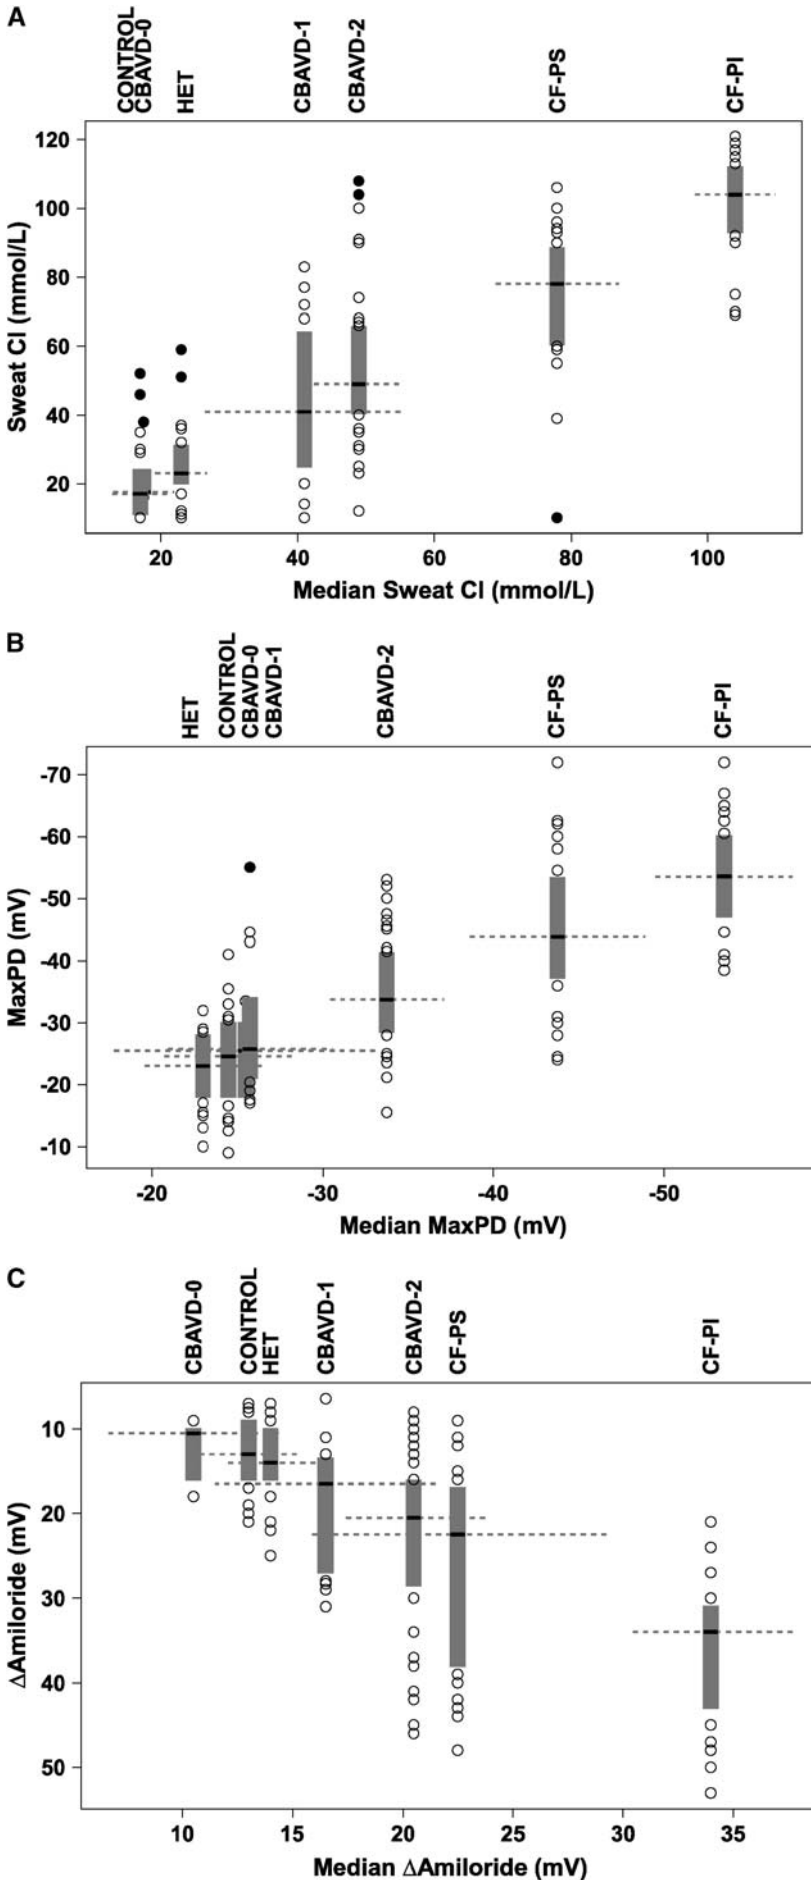 A
CONTROL
CBAVD-0
HET
CBAVD-1
CBAVD-2
CF-PS
CF-PI
Sweat Cl (mmol/L)
120
100
80
60
40
20
20 40 60 80 100
Median Sweat Cl (mmol/L)
B
HET
CONTROL
CBAVD-0
CBAVD-1
CBAVD-2
CF-PS
CF-PI
MaxPD (mV)
-70
-60
-50
-40
-30
-20
-10
-20 -30 -40 -50
Median MaxPD (mV)
C
CBAVD-0
CONTROL
HET
CBAVD-1
CBAVD-2
CF-PS
CF-PI
ΔAmiloride (mV)
10
20
30
40
50
10 15 20 25 30 35
Median ΔAmiloride (mV)